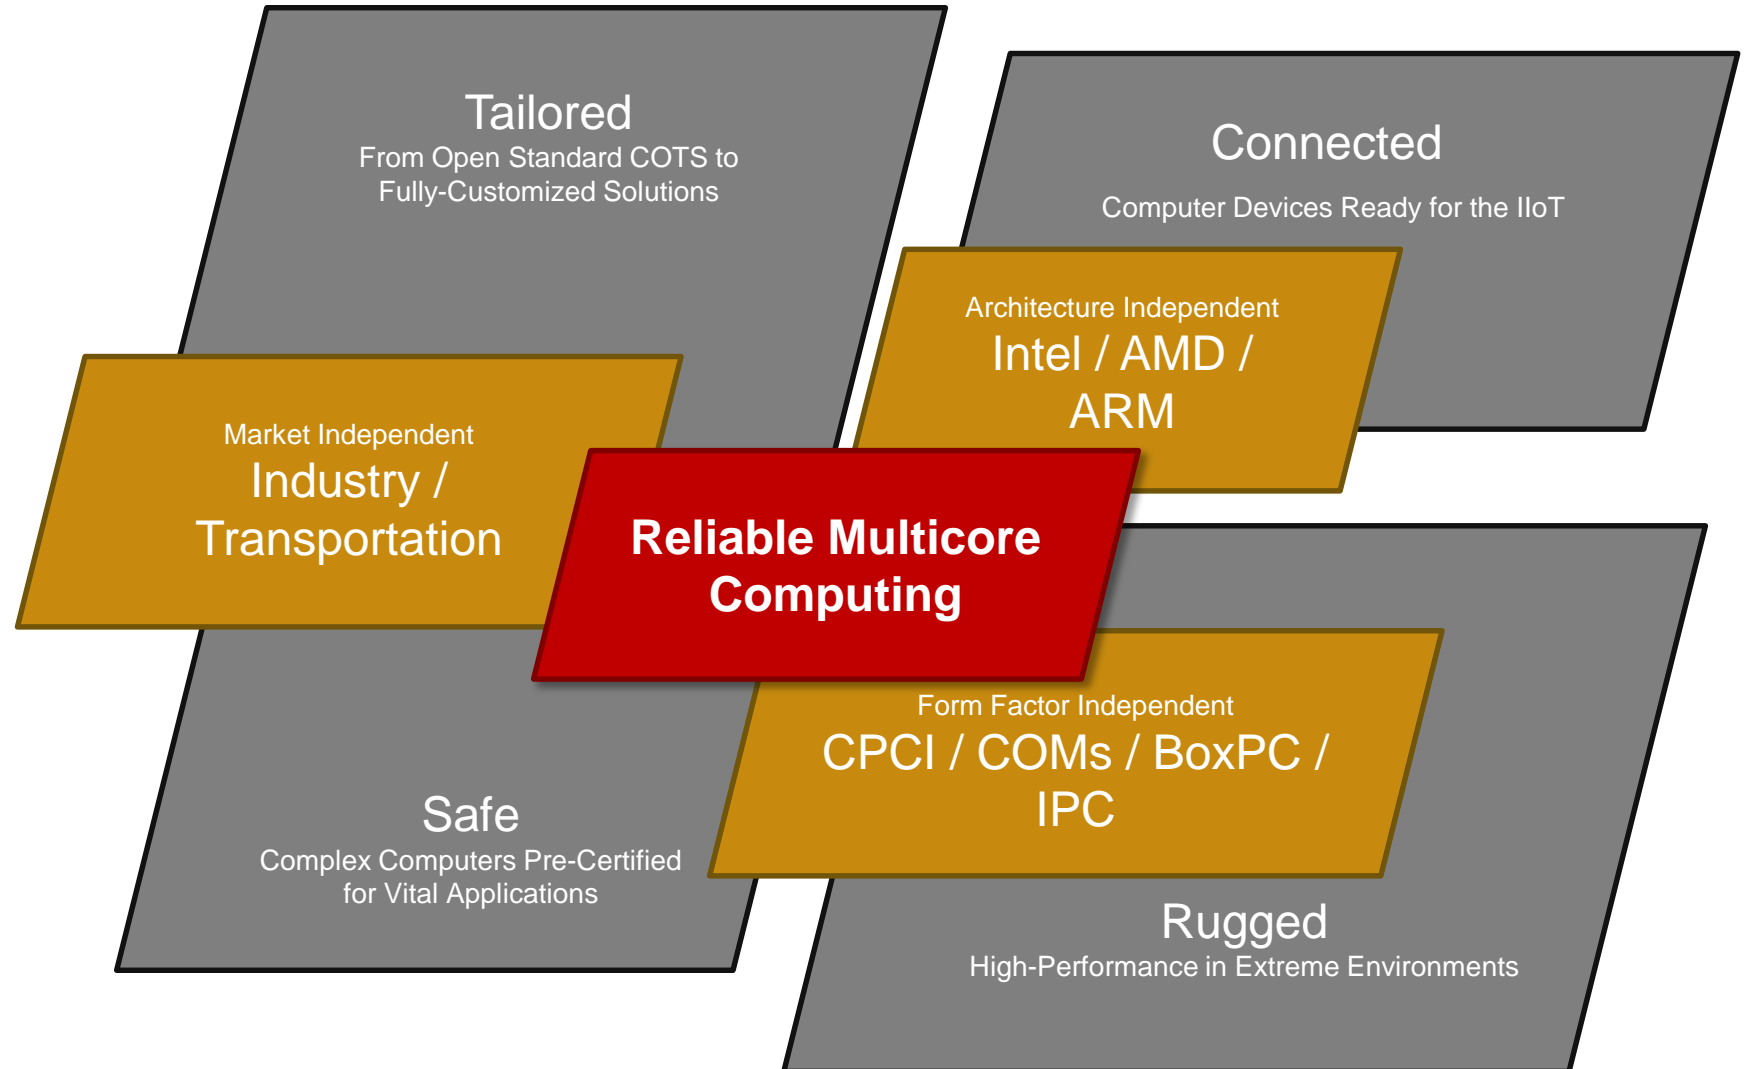 Tailored
From Open Standard COTS to
Fully-Customized Solutions
Connected
Computer Devices Ready for the IIoT
Architecture Independent
Intel / AMD /
ARM
Market Independent
Industry /
Transportation
Reliable Multicore
Computing
Form Factor Independent
CPCI / COMs / BoxPC /
IPC
Safe
Complex Computers Pre-Certified
for Vital Applications
Rugged
High-Performance in Extreme Environments